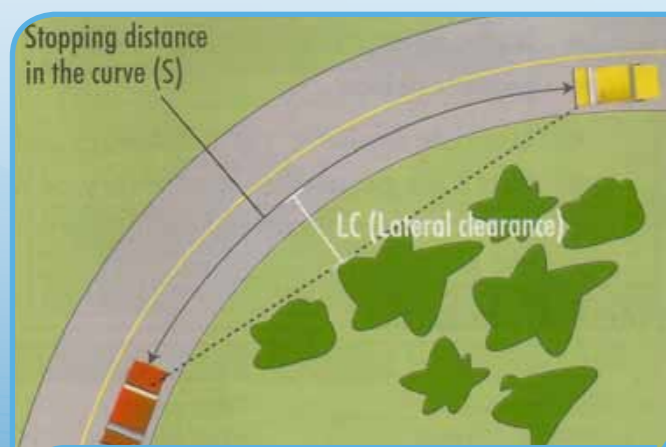 Stopping distance
in the curve (S)
LC (Lateral clearance)